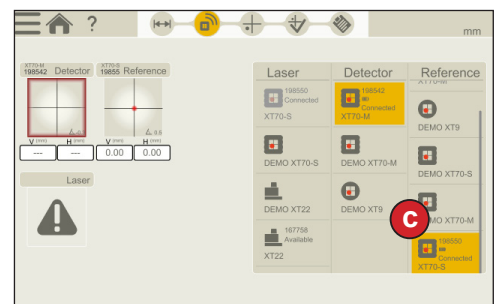 ?
mm
XT70-M
198542 Detector
XT70-S
19855 Reference
V (mm) H (mm)
--- ---
V (mm) H (mm)
0.00 0.00
Laser
Laser
198550
Connected
XT70-S
DEMO XT70-S
DEMO XT22
167758
Available
XT22
Detector
198542
Connected
XT70-M
DEMO XT70-M
DEMO XT9
Reference
XT70-M
DEMO XT9
DEMO XT70-S
MO XT70-M
198550
Connected
XT70-S
C